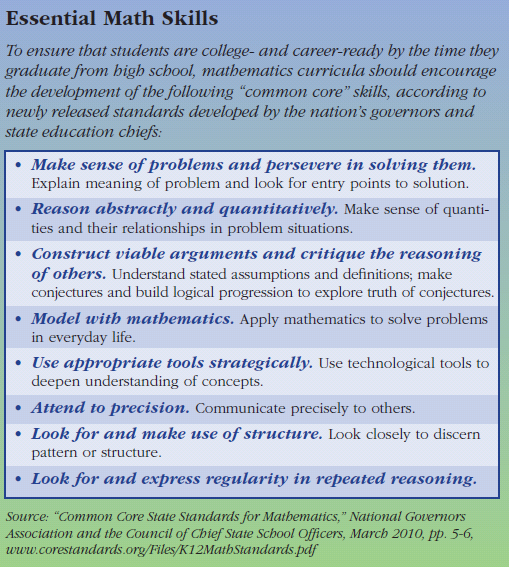 Essential Math Skills
To ensure that students are college- and career-ready by the time they
graduate from high school, mathematics curricula should encourage
the development of the following “common core” skills, according to
newly released standards developed by the nation’s governors and
state education chiefs:
• Make sense of problems and persevere in solving them.
Explain meaning of problem and look for entry points to solution.
• Reason abstractly and quantitatively. Make sense of quanti-
ties and their relationships in problem situations.
• Construct viable arguments and critique the reasoning
of others. Understand stated assumptions and definitions; make
conjectures and build logical progression to explore truth of conjectures.
• Model with mathematics. Apply mathematics to solve problems
in everyday life.
• Use appropriate tools strategically. Use technological tools to
deepen understanding of concepts.
• Attend to precision. Communicate precisely to others.
• Look for and make use of structure. Look closely to discern
pattern or structure.
• Look for and express regularity in repeated reasoning.
Source: “Common Core State Standards for Mathematics,” National Governors
Association and the Council of Chief State School Officers, March 2010, pp. 5-6,
www.corestandards.org/Files/K12MathStandards.pdf